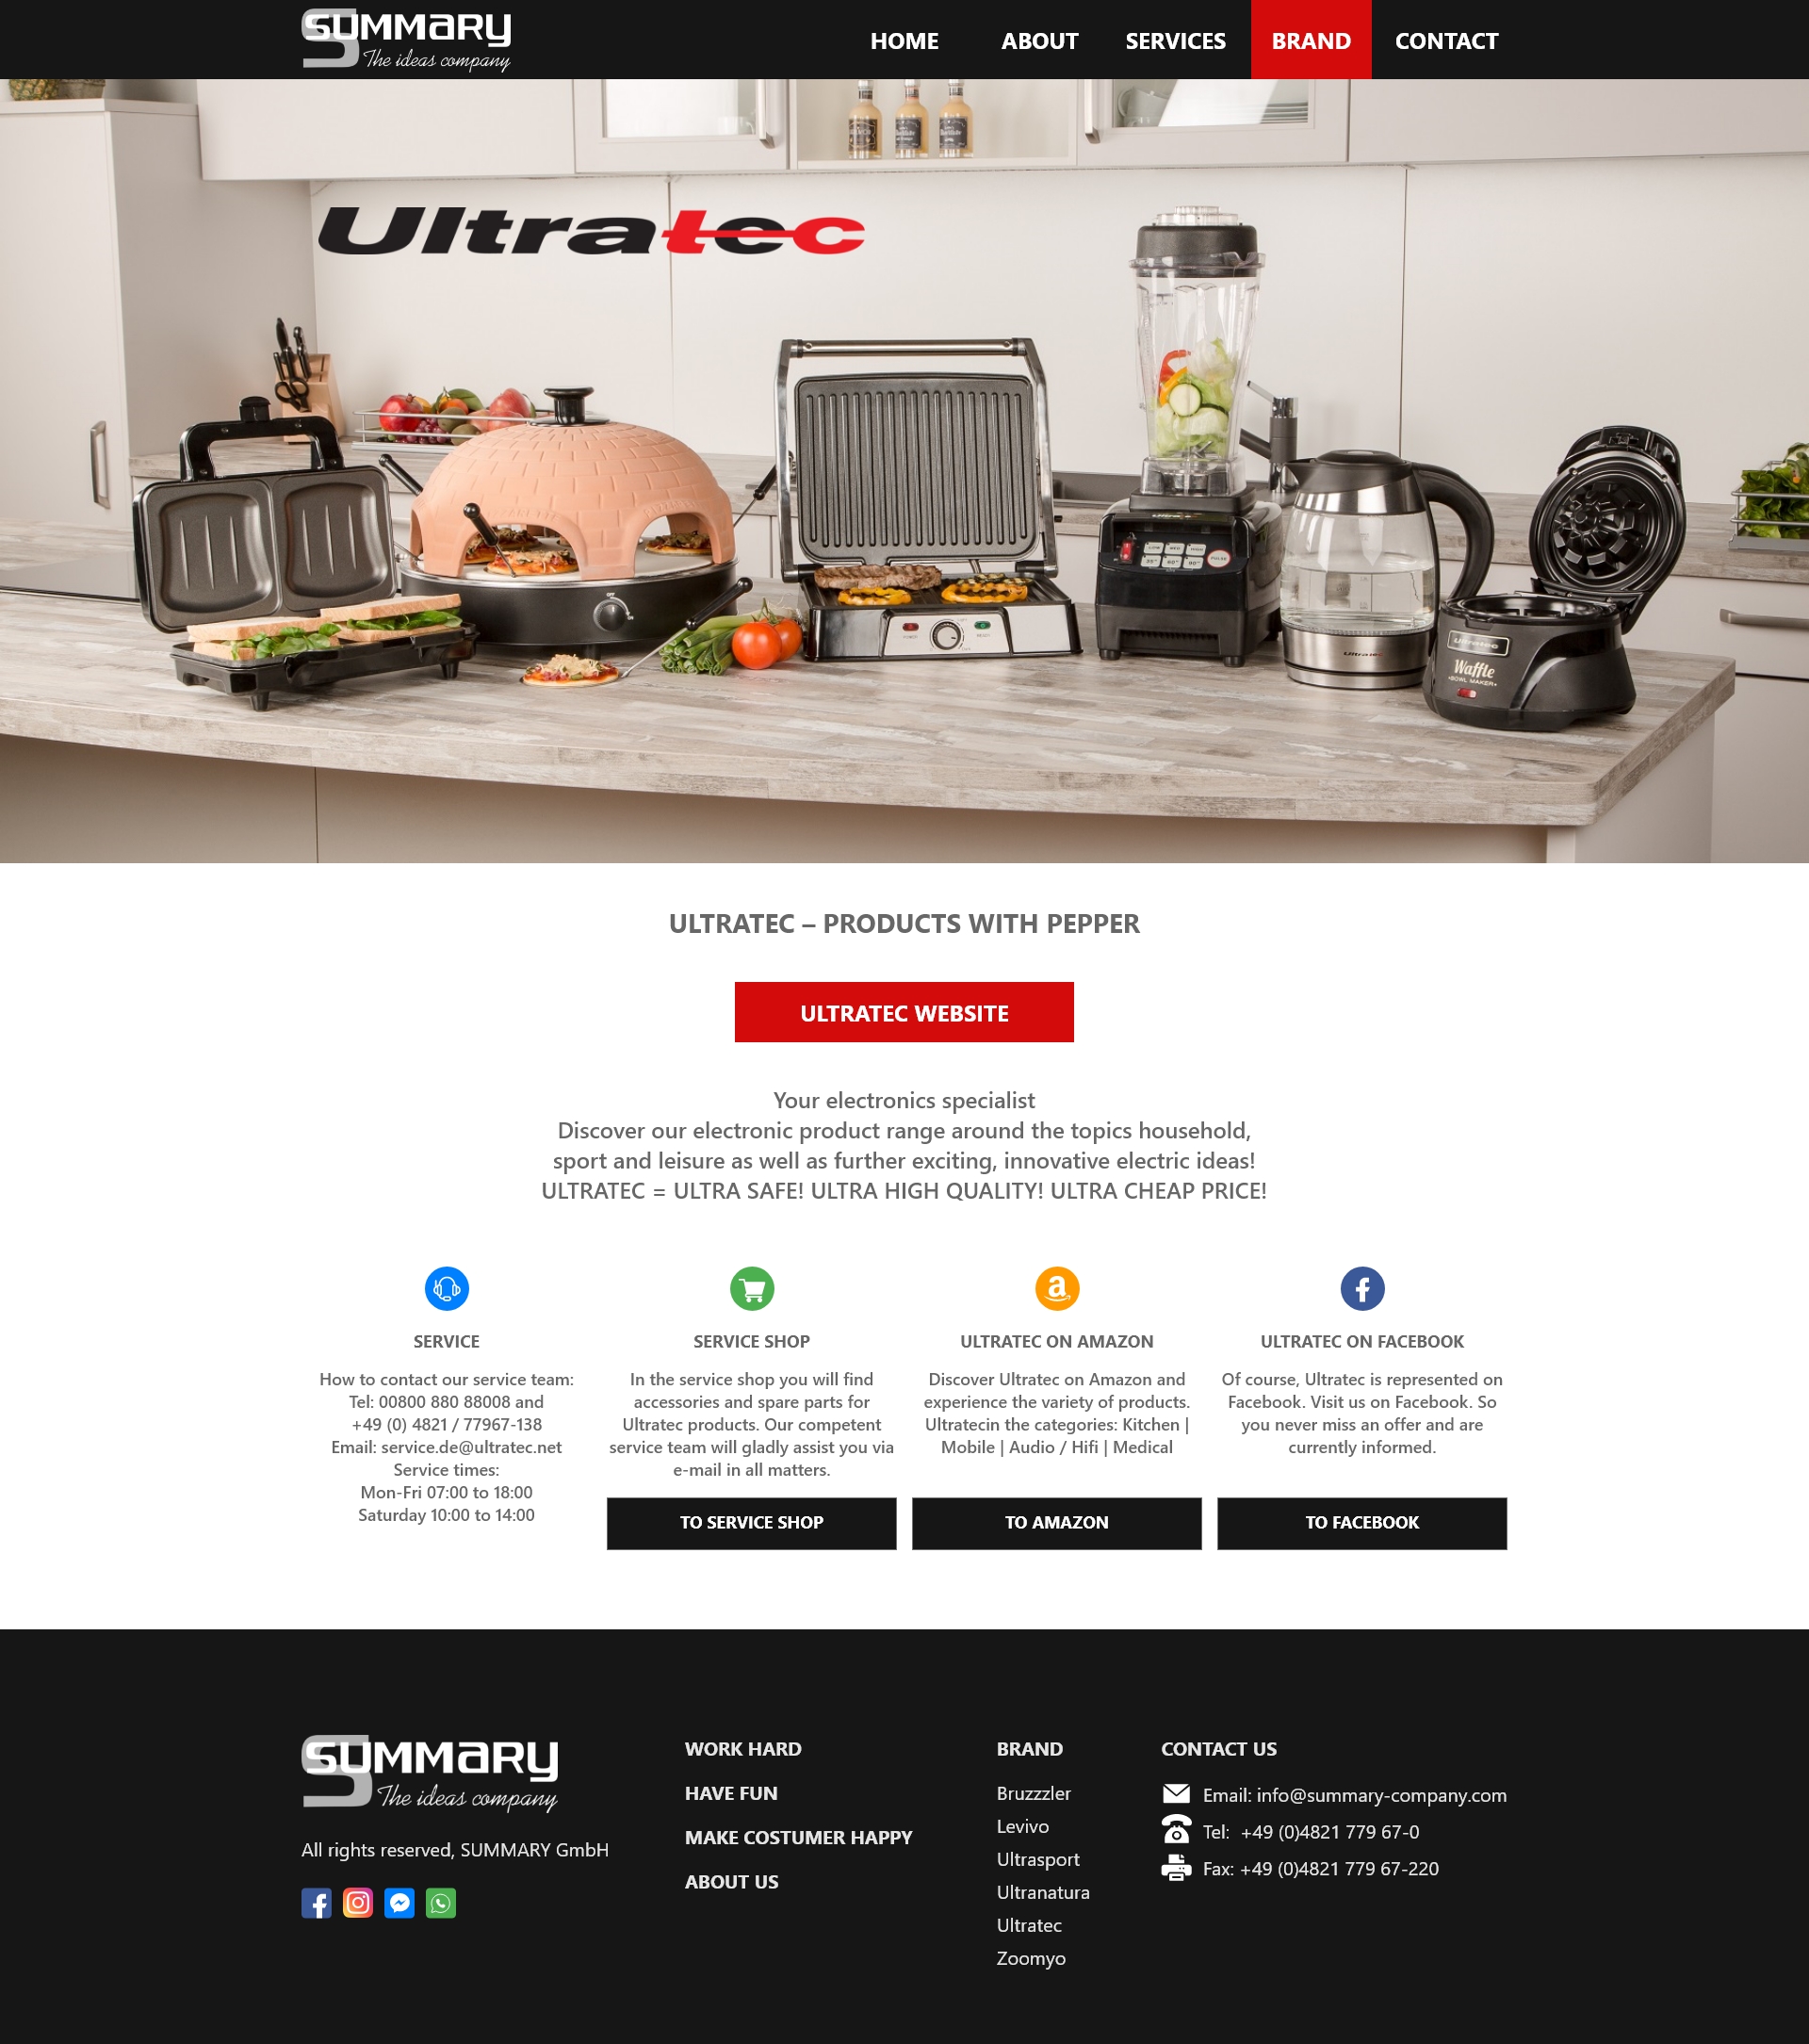 SUMMARY
The ideas company
HOME ABOUT SERVICES BRAND CONTACT
Ultratec
LOW MED HIGH
PULSE
Ultratec
Ultratec
Waffle
BOWL MAKER
ULTRATEC – PRODUCTS WITH PEPPER
ULTRATEC WEBSITE
Your electronics specialist
Discover our electronic product range around the topics household,
sport and leisure as well as further exciting, innovative electric ideas!
ULTRATEC = ULTRA SAFE! ULTRA HIGH QUALITY! ULTRA CHEAP PRICE!
SERVICE
How to contact our service team:
Tel: 00800 880 88008 and
+49 (0) 4821 / 77967-138
Email: service.de@ultratec.net
Service times:
Mon-Fri 07:00 to 18:00
Saturday 10:00 to 14:00
SERVICE SHOP
In the service shop you will find
accessories and spare parts for
Ultratec products. Our competent
service team will gladly assist you via
e-mail in all matters.
TO SERVICE SHOP
ULTRATEC ON AMAZON
Discover Ultratec on Amazon and
experience the variety of products.
Ultratecin the categories: Kitchen |
Mobile | Audio / Hifi | Medical
TO AMAZON
ULTRATEC ON FACEBOOK
Of course, Ultratec is represented on
Facebook. Visit us on Facebook. So
you never miss an offer and are
currently informed.
TO FACEBOOK
SUMMARY
The ideas company
All rights reserved, SUMMARY GmbH
WORK HARD
HAVE FUN
MAKE COSTUMER HAPPY
ABOUT US
BRAND
Bruzzzler
Levivo
Ultrasport
Ultranatura
Ultratec
Zoomyo
CONTACT US
Email: info@summary-company.com
Tel: +49 (0)4821 779 67-0
Fax: +49 (0)4821 779 67-220